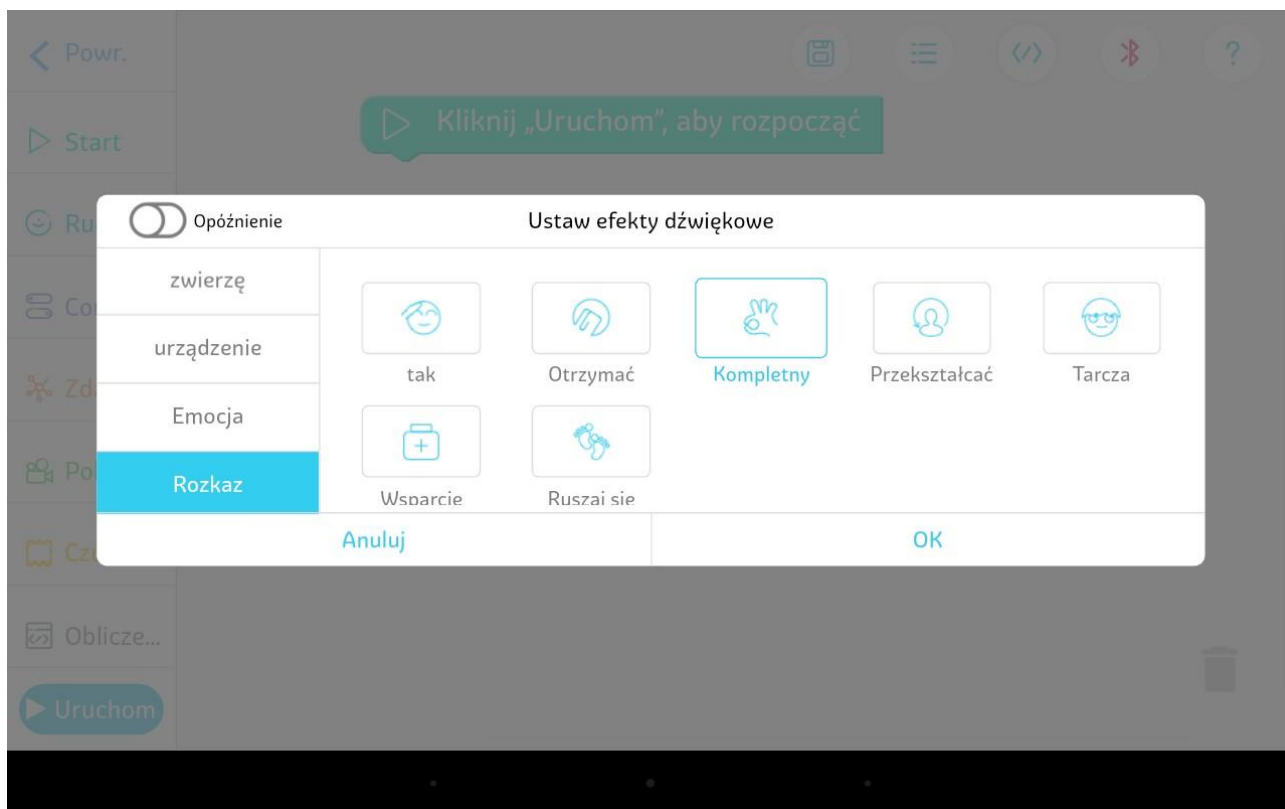 Powr.
Start
Kliknij „Uruchom”, aby rozpocząć
Opóźnienie
Ustaw efekty dźwiękowe
zwierzę
urządzenie
Emocja
Rozkaz
tak
Otrzymać
Kompletny
Przekształcać
Tarcza
Wsparcie
Ruszaj się
Anuluj
OK
Oblicze...
Uruchom
?